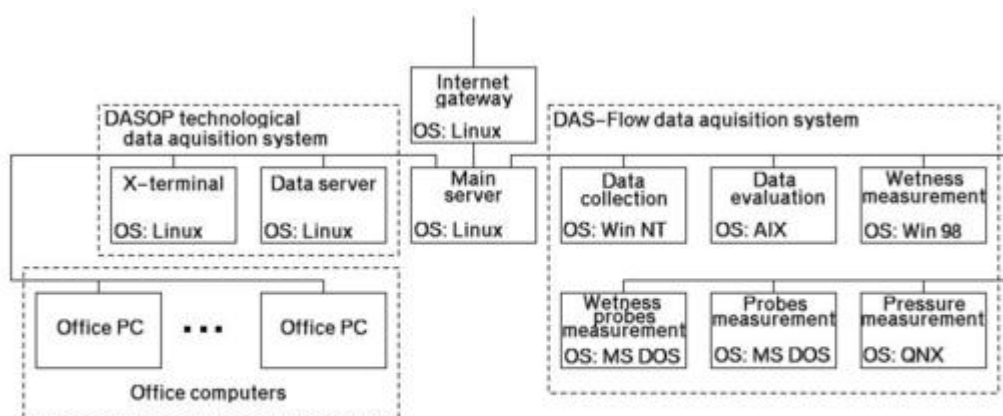 Internet
gateway
OS: Linux
DASOP technological
data aquisition system
DAS-Flow data aquisition system
X-terminal
OS: Linux
Data server
OS: Linux
Main
server
OS: Linux
Data
collection
OS: Win NT
Data
evaluation
OS: AIX
Wetness
measurement
OS: Win 98
Office PC
...
Office PC
Office computers
Wetness
probes
measurement
OS: MS DOS
Probes
measurement
OS: MS DOS
Pressure
measurement
OS: QNX